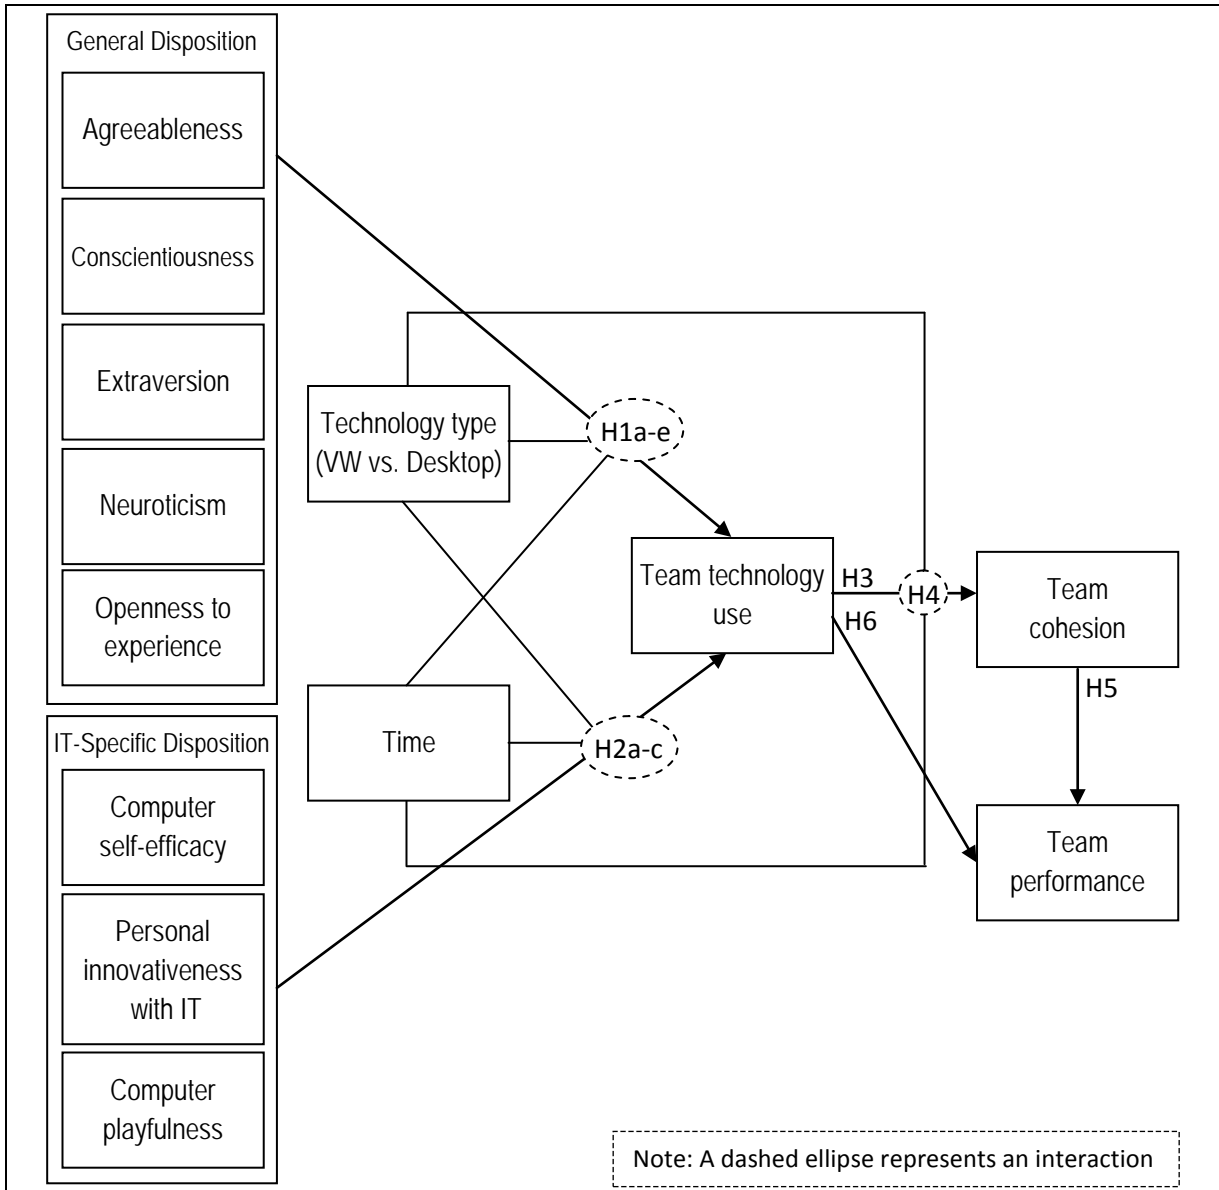 General Disposition
Agreeableness
Conscientiousness
Extraversion
Neuroticism
Openness to
experience
IT-Specific Disposition
Computer
self-efficacy
Personal
innovativeness
with IT
Computer
playfulness
Technology type
(VW vs. Desktop)
Time
H1a-e
H2a-c
Team technology
use
H3
H6
H4
Team
cohesion
H5
Team
performance
Note: A dashed ellipse represents an interaction